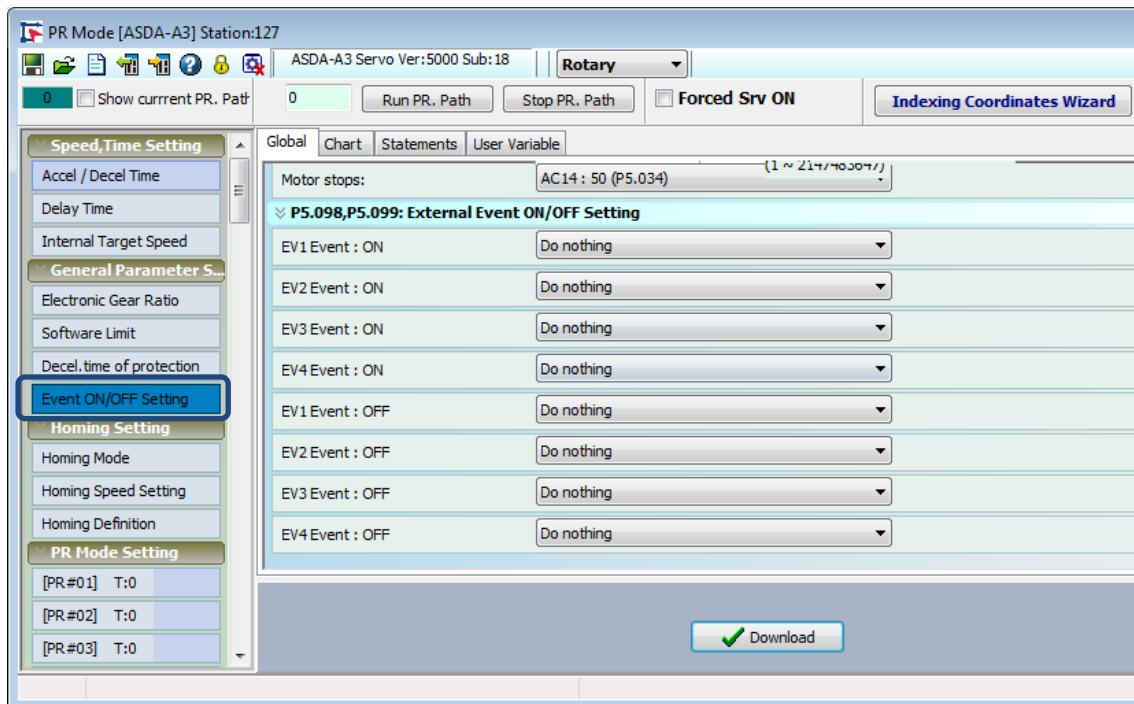 PR Mode [ASDA-A3] Station:127
ASDA-A3 Servo Ver:5000 Sub:18
Rotary
0
Show currrent PR. Path
0
Run PR. Path
Stop PR. Path
Forced Srv ON
Indexing Coordinates Wizard
Speed,Time Setting
Accel / Decel Time
Delay Time
Internal Target Speed
General Parameter S...
Electronic Gear Ratio
Software Limit
Decel.time of protection
Event ON/OFF Setting
Homing Setting
Homing Mode
Homing Speed Setting
Homing Definition
PR Mode Setting
[PR#01] T:0
[PR#02] T:0
[PR#03] T:0
Global
Chart
Statements
User Variable
(1 ~ 2147483647)
Motor stops:
AC14 : 50 (P5.034)
P5.098,P5.099: External Event ON/OFF Setting
EV1 Event : ON
Do nothing
EV2 Event : ON
Do nothing
EV3 Event : ON
Do nothing
EV4 Event : ON
Do nothing
EV1 Event : OFF
Do nothing
EV2 Event : OFF
Do nothing
EV3 Event : OFF
Do nothing
EV4 Event : OFF
Do nothing
Download